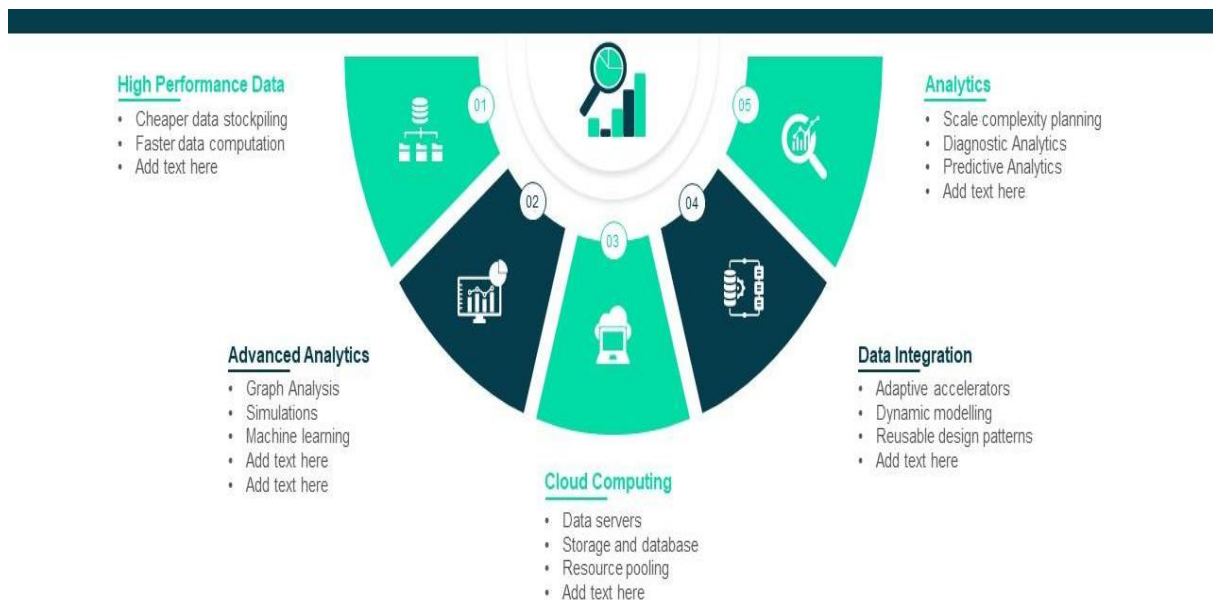 High Performance Data
• Cheaper data stockpiling
• Faster data computation
• Add text here
01
02
03
04
05
Advanced Analytics
• Graph Analysis
• Simulations
• Machine learning
• Add text here
• Add text here
Cloud Computing
• Data servers
• Storage and database
• Resource pooling
• Add text here
Data Integration
• Adaptive accelerators
• Dynamic modelling
• Reusable design patterns
• Add text here
Analytics
• Scale complexity planning
• Diagnostic Analytics
• Predictive Analytics
• Add text here